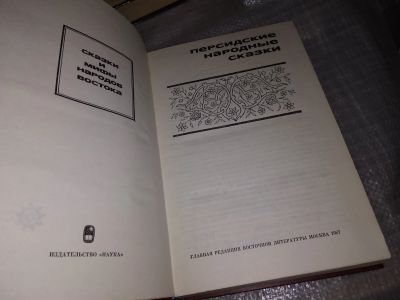 СКАЗКИ
И
МИФЫ
НАРОДОВ
ВОСТОКА
ИЗДАТЕЛЬСТВО «НАУКА»
ПЕРСИДСКИЕ
НАРОДНЫЕ
СКАЗКИ
ГЛАВНАЯ РЕДАКЦИЯ ВОСТОЧНОЙ ЛИТЕРАТУРЫ МОСКВА 1987